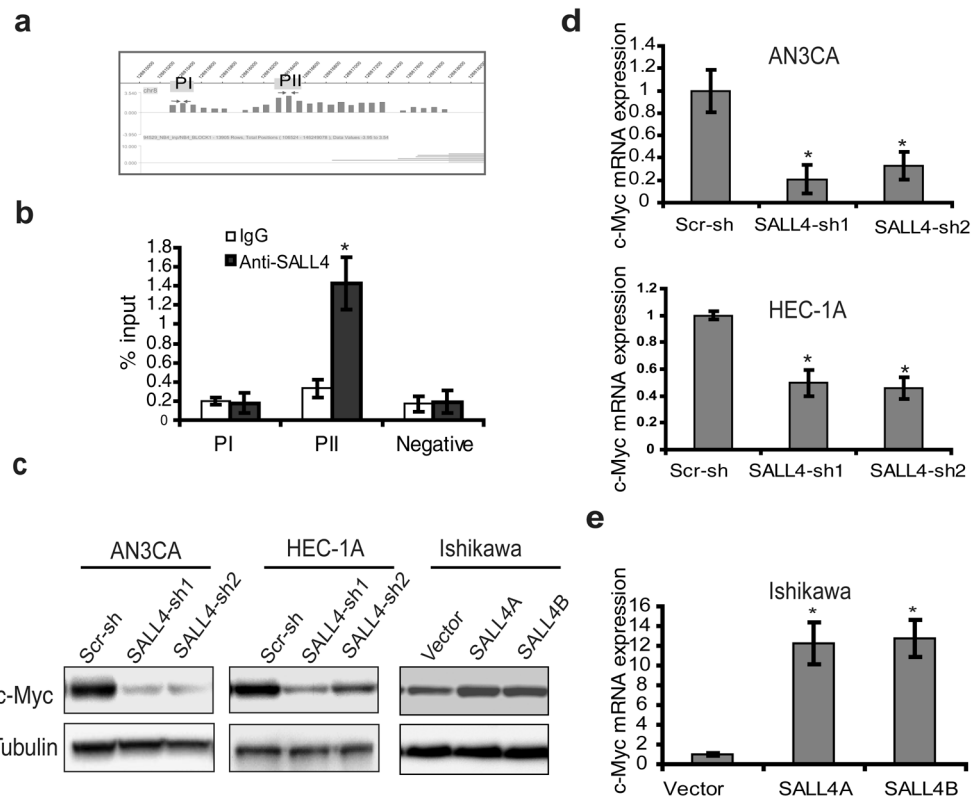 a
PI
PII
chr8
b
IgG
Anti-SALL4
% input
1.8
1.6
1.4
1.2
1
0.8
0.6
0.4
0.2
0
*
PI
PII
Negative
c
AN3CA
HEC-1A
Ishikawa
Scr-sh
SALL4-sh1
SALL4-sh2
Scr-sh
SALL4-sh1
SALL4-sh2
Vector
SALL4A
SALL4B
c-Myc
Tubulin
d
AN3CA
c-Myc mRNA expression
1.4
1.2
1
0.8
0.6
0.4
0.2
0
*
*
Scr-sh
SALL4-sh1
SALL4-sh2
HEC-1A
c-Myc mRNA expression
1.2
1
0.8
0.6
0.4
0.2
0
*
*
Scr-sh
SALL4-sh1
SALL4-sh2
e
Ishikawa
c-Myc mRNA expression
16
14
12
10
8
6
4
2
0
*
*
Vector
SALL4A
SALL4B